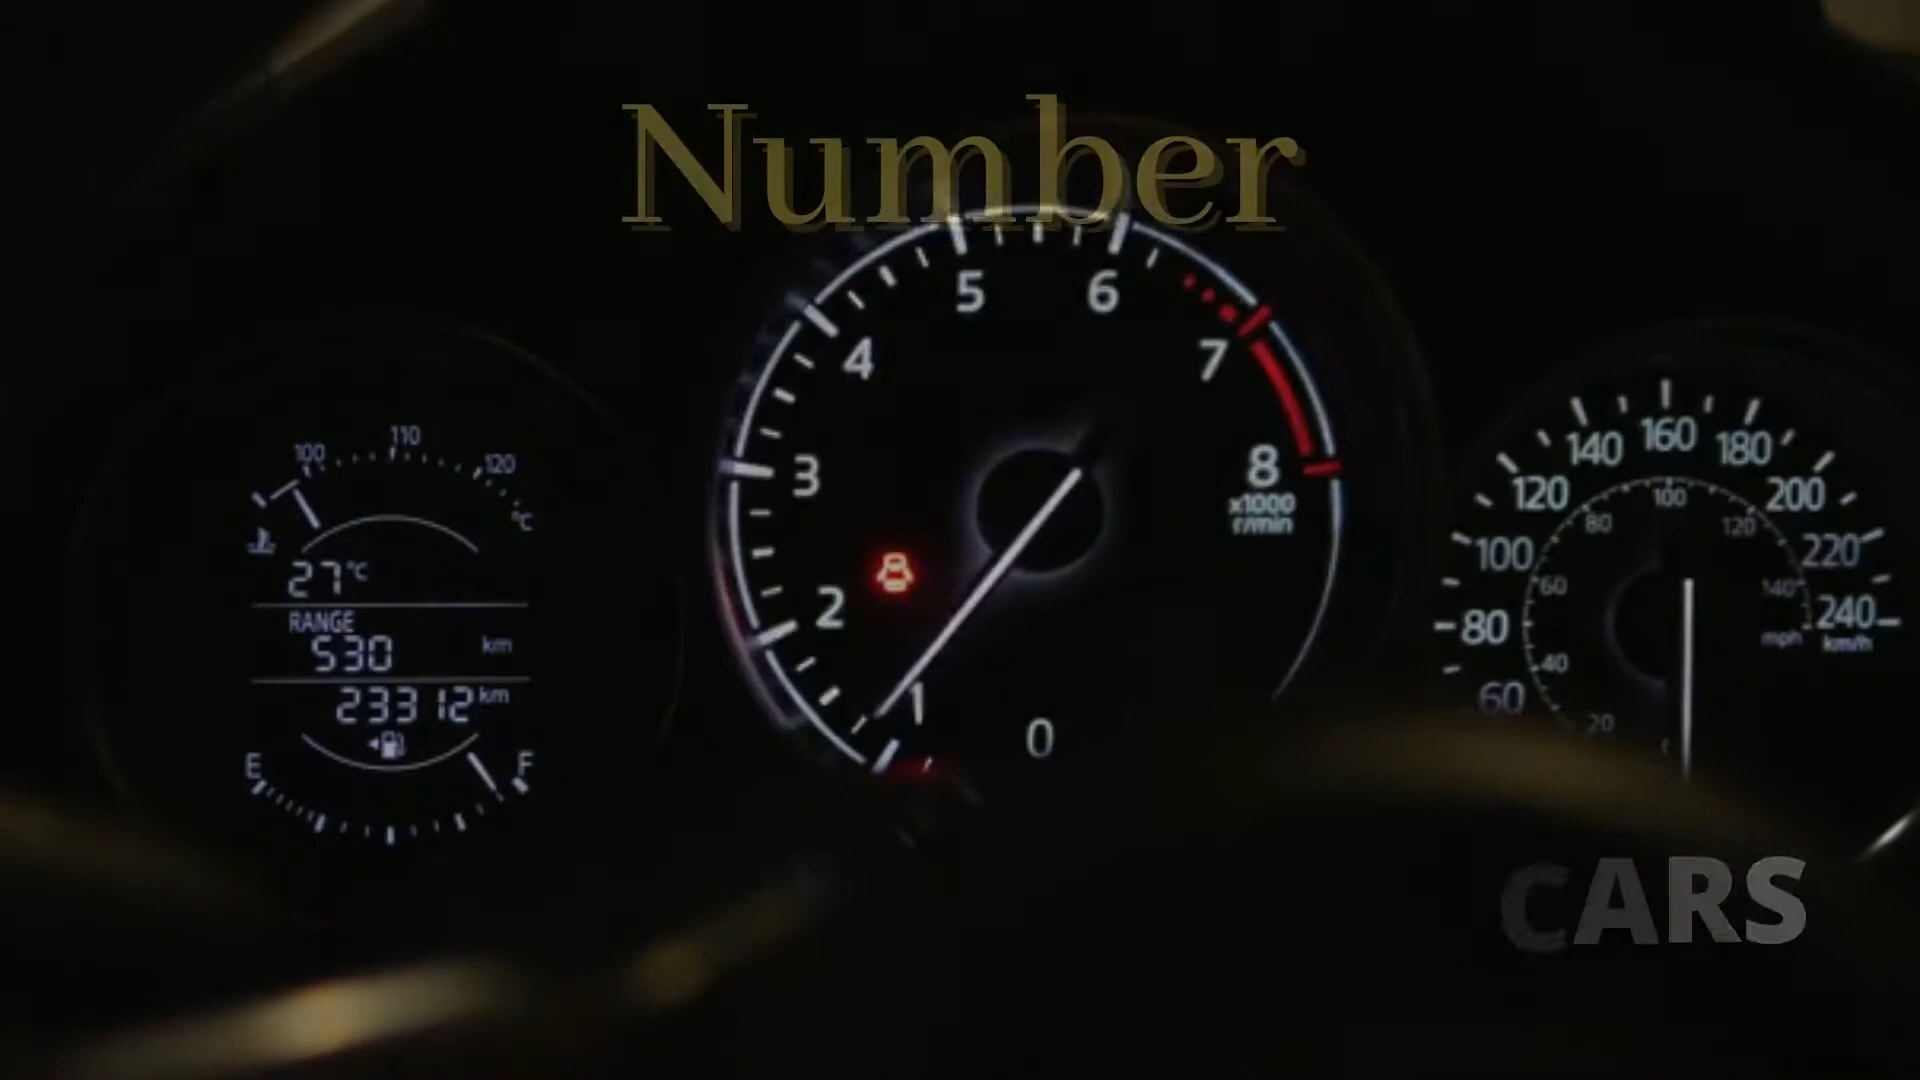 Number
5 6
4 7
3 8
x1000
r/min
2
1
0
100 110 120
°C
27°C
RANGE
530 km
23312 km
E F
160
140 180
120 200
100 220
80 240
km/h
60
100
80 120
60 140
mph
40
20
CARS